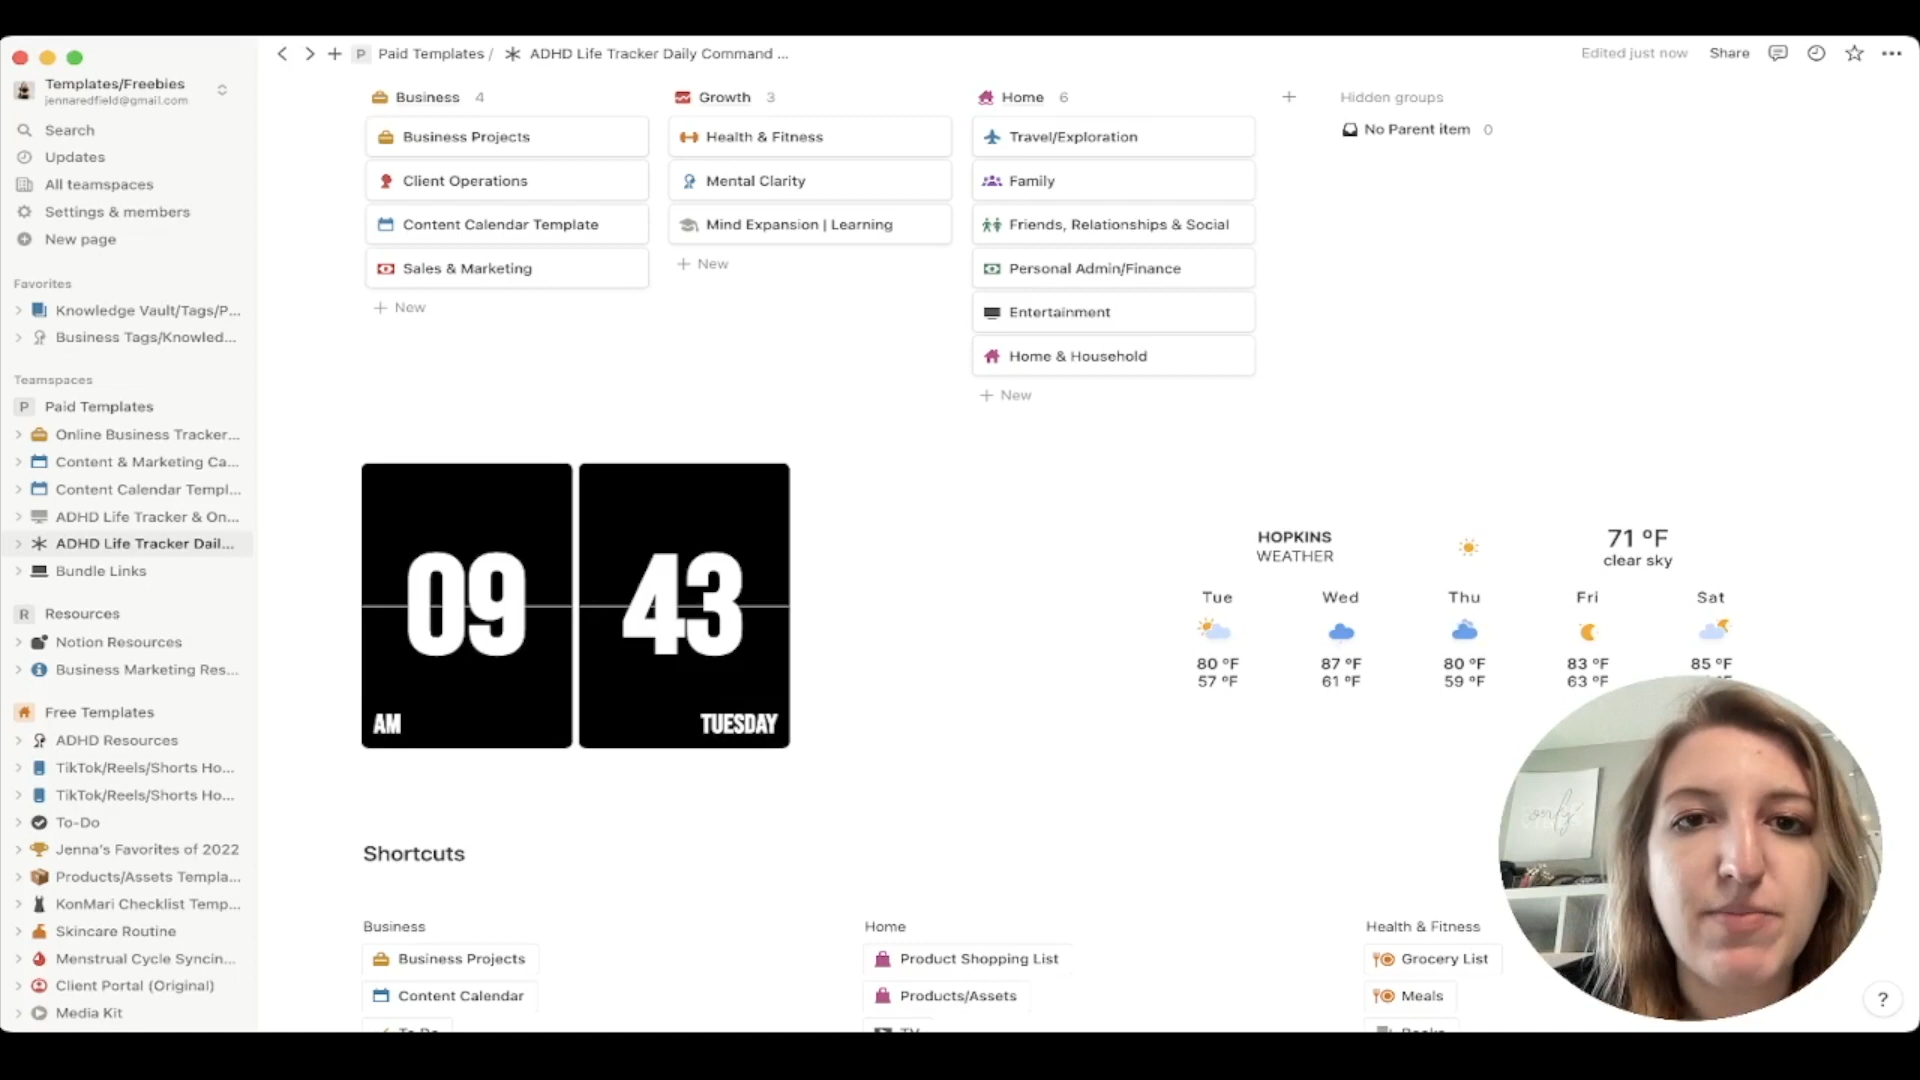 Templates/Freebies
jennaredfield@gmail.com
Search
Updates
All teamspaces
Settings & members
New page
Favorites
Knowledge Vault/Tags/P...
Business Tags/Knowled...
Teamspaces
P Paid Templates
Online Business Tracker...
Content & Marketing Ca...
Content Calendar Templ...
ADHD Life Tracker & On...
ADHD Life Tracker Dail...
Bundle Links
R Resources
Notion Resources
Business Marketing Res...
Free Templates
ADHD Resources
TikTok/Reels/Shorts Ho...
TikTok/Reels/Shorts Ho...
To-Do
Jenna's Favorites of 2022
Products/Assets Templa...
KonMari Checklist Temp...
Skincare Routine
Menstrual Cycle Syncin...
Client Portal (Original)
Media Kit
P Paid Templates / ADHD Life Tracker Daily Command ...
Edited just now Share
Business 4
Business Projects
Client Operations
Content Calendar Template
Sales & Marketing
+ New
Growth 3
Health & Fitness
Mental Clarity
Mind Expansion | Learning
+ New
Home 6
Travel/Exploration
Family
Friends, Relationships & Social
Personal Admin/Finance
Entertainment
Home & Household
+ New
Hidden groups
No Parent item 0
09 43
AM TUESDAY
HOPKINS
WEATHER
71 °F
clear sky
Tue Wed Thu Fri Sat
80 °F 87 °F 80 °F 83 °F 85 °F
57 °F 61 °F 59 °F 63 °F
Shortcuts
Business
Business Projects
Content Calendar
To Do
Home
Product Shopping List
Products/Assets
TV
Health & Fitness
Grocery List
Meals
Books
only
?